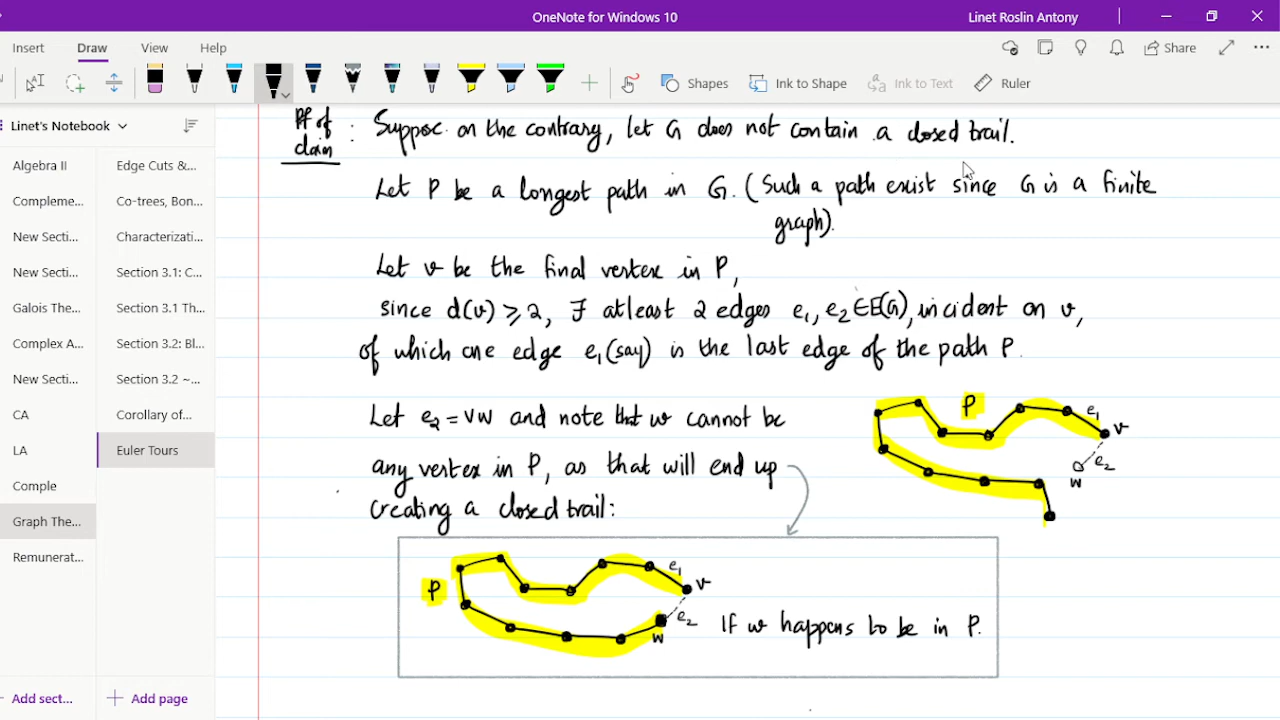 OneNote for Windows 10
Linet Roslin Antony
Insert Draw View Help
Share
Shapes
Ink to Shape
Ink to Text
Ruler
Linet's Notebook
Algebra II
Compleme...
New Secti...
New Secti...
Galois The...
Complex A...
New Secti...
CA
LA
Comple
Graph The...
Remunerat...
Add sect...
Edge Cuts &...
Co-trees, Bon...
Characterizati...
Section 3.1: C...
Section 3.1 Th...
Section 3.2: Bl...
Section 3.2 ~...
Corollary of...
Euler Tours
Add page
Pf of
claim : Suppose on the contrary, let G does not contain a closed trail.
Let P be a longest path in G. (Such a path exist since G is a finite
graph).
Let v be the final vertex in P,
since d(v) ⩾ 2, ∃ atleast 2 edges e₁, e₂ ∈ E(G), incident on v,
of which one edge e₁ (say) is the last edge of the path P.
Let e₂ = vw and note that w cannot be
any vertex in P, as that will end up
creating a closed trail:
P
e₁
v
e₂
w
P
e₁
v
e₂
w
If w happens to be in P.